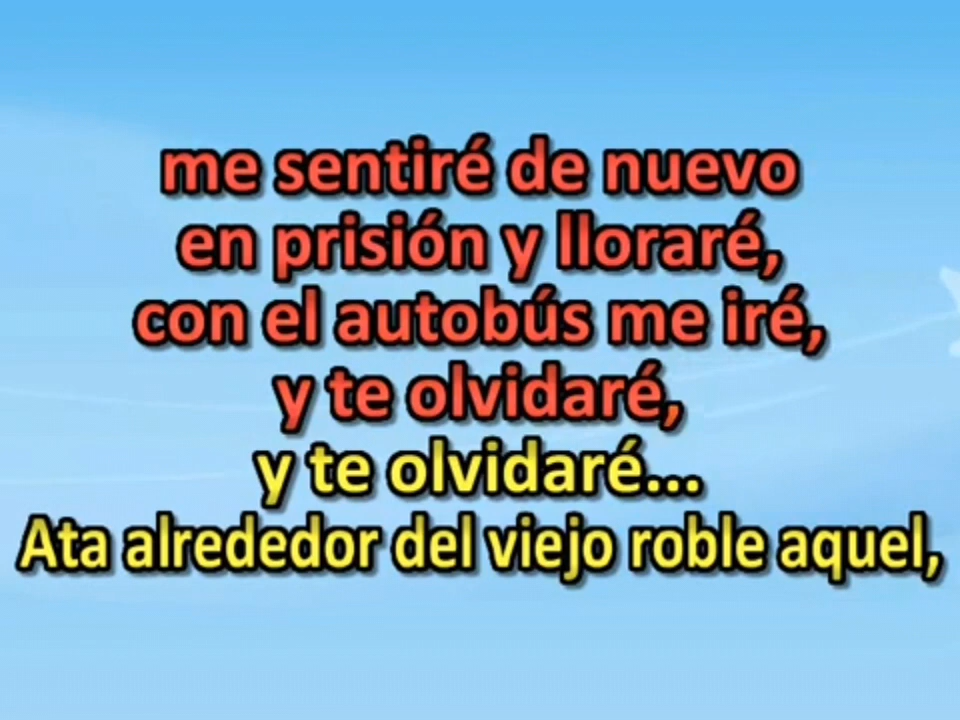 me sentiré de nuevo
en prisión y lloraré,
con el autobús me iré,
y te olvidaré,
y te olvidaré...
Ata alrededor del viejo roble aquel,